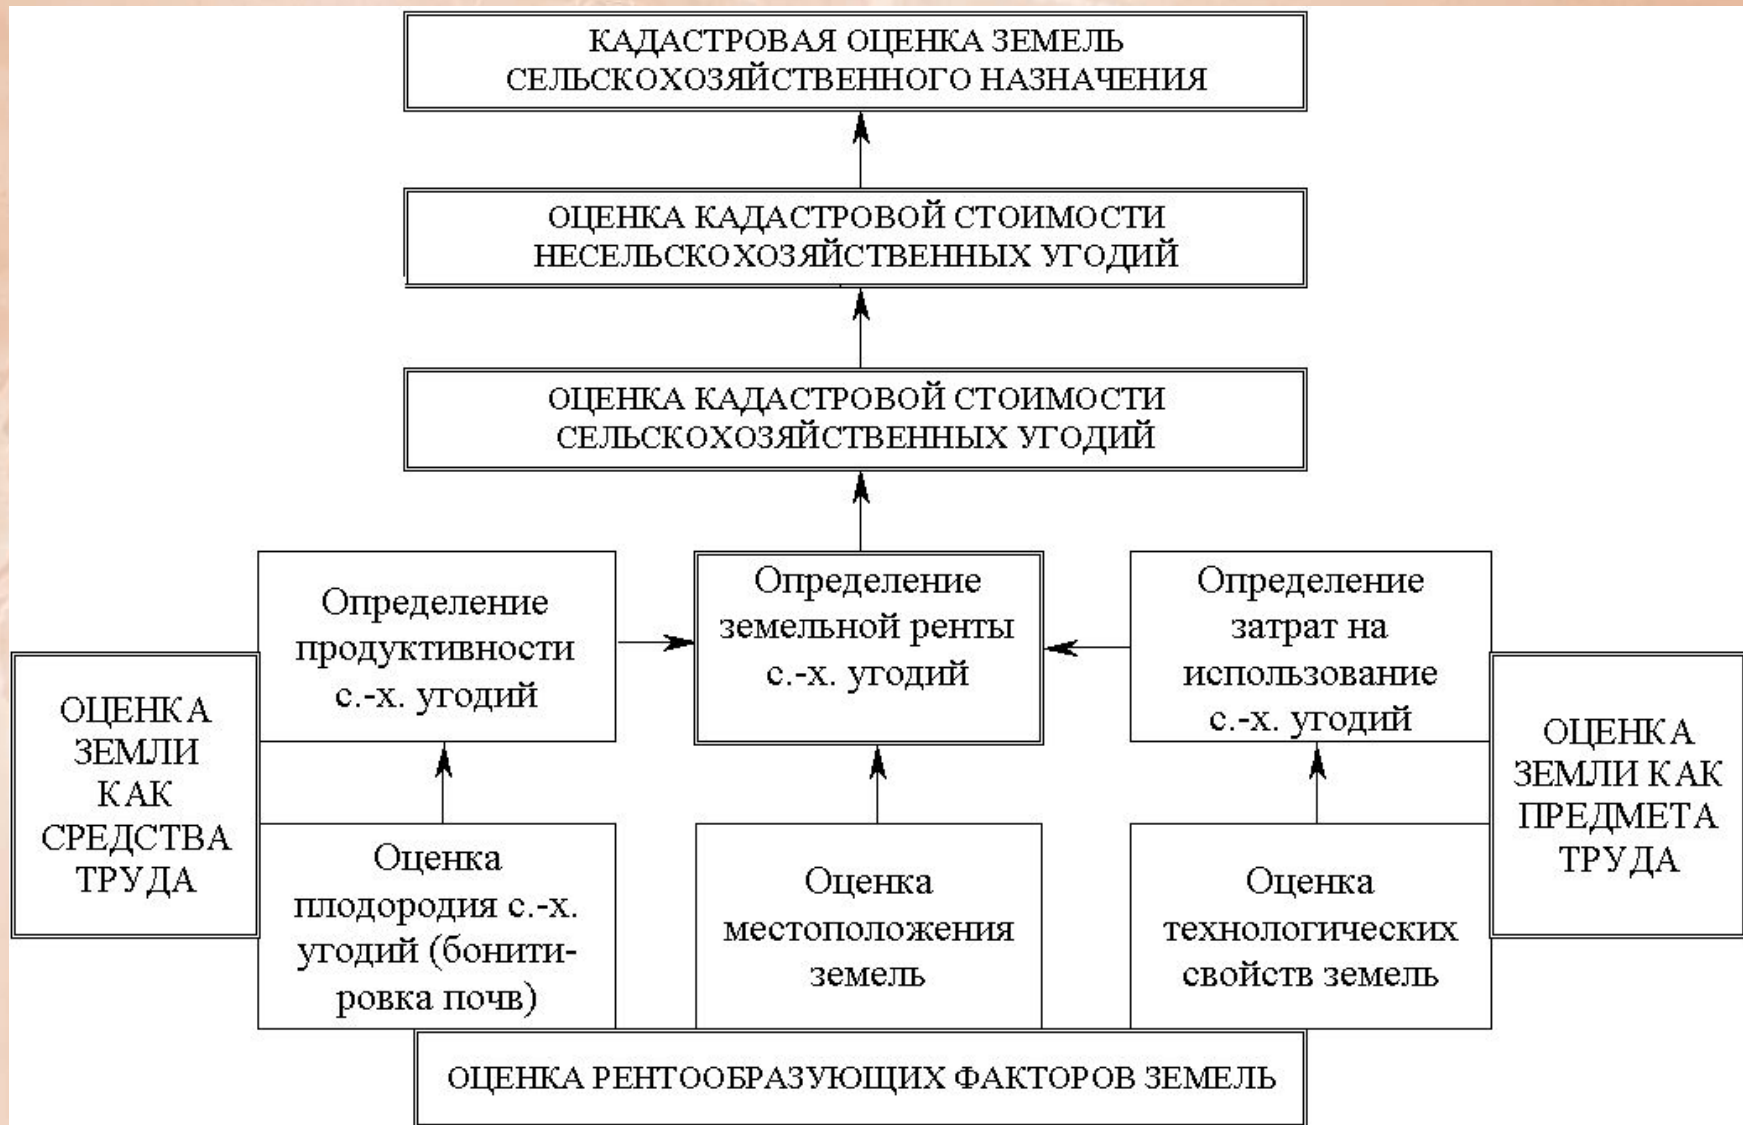 КАДАСТРОВАЯ ОЦЕНКА ЗЕМЕЛЬ
СЕЛЬСКОХОЗЯЙСТВЕННОГО НАЗНАЧЕНИЯ
ОЦЕНКА КАДАСТРОВОЙ СТОИМОСТИ
НЕСЕЛЬСКОХОЗЯЙСТВЕННЫХ УГОДИЙ
ОЦЕНКА КАДАСТРОВОЙ СТОИМОСТИ
СЕЛЬСКОХОЗЯЙСТВЕННЫХ УГОДИЙ
Определение
продуктивности
с.-х. угодий
Определение
земельной ренты
с.-х. угодий
Определение
затрат на
использование
с.-х. угодий
ОЦЕНКА
ЗЕМЛИ
КАК
СРЕДСТВА
ТРУДА
ОЦЕНКА
ЗЕМЛИ КАК
ПРЕДМЕТА
ТРУДА
Оценка
плодородия с.-х.
угодий (бонити-
ровка почв)
Оценка
местоположения
земель
Оценка
технологических
свойств земель
ОЦЕНКА РЕНТООБРАЗУЮЩИХ ФАКТОРОВ ЗЕМЕЛЬ